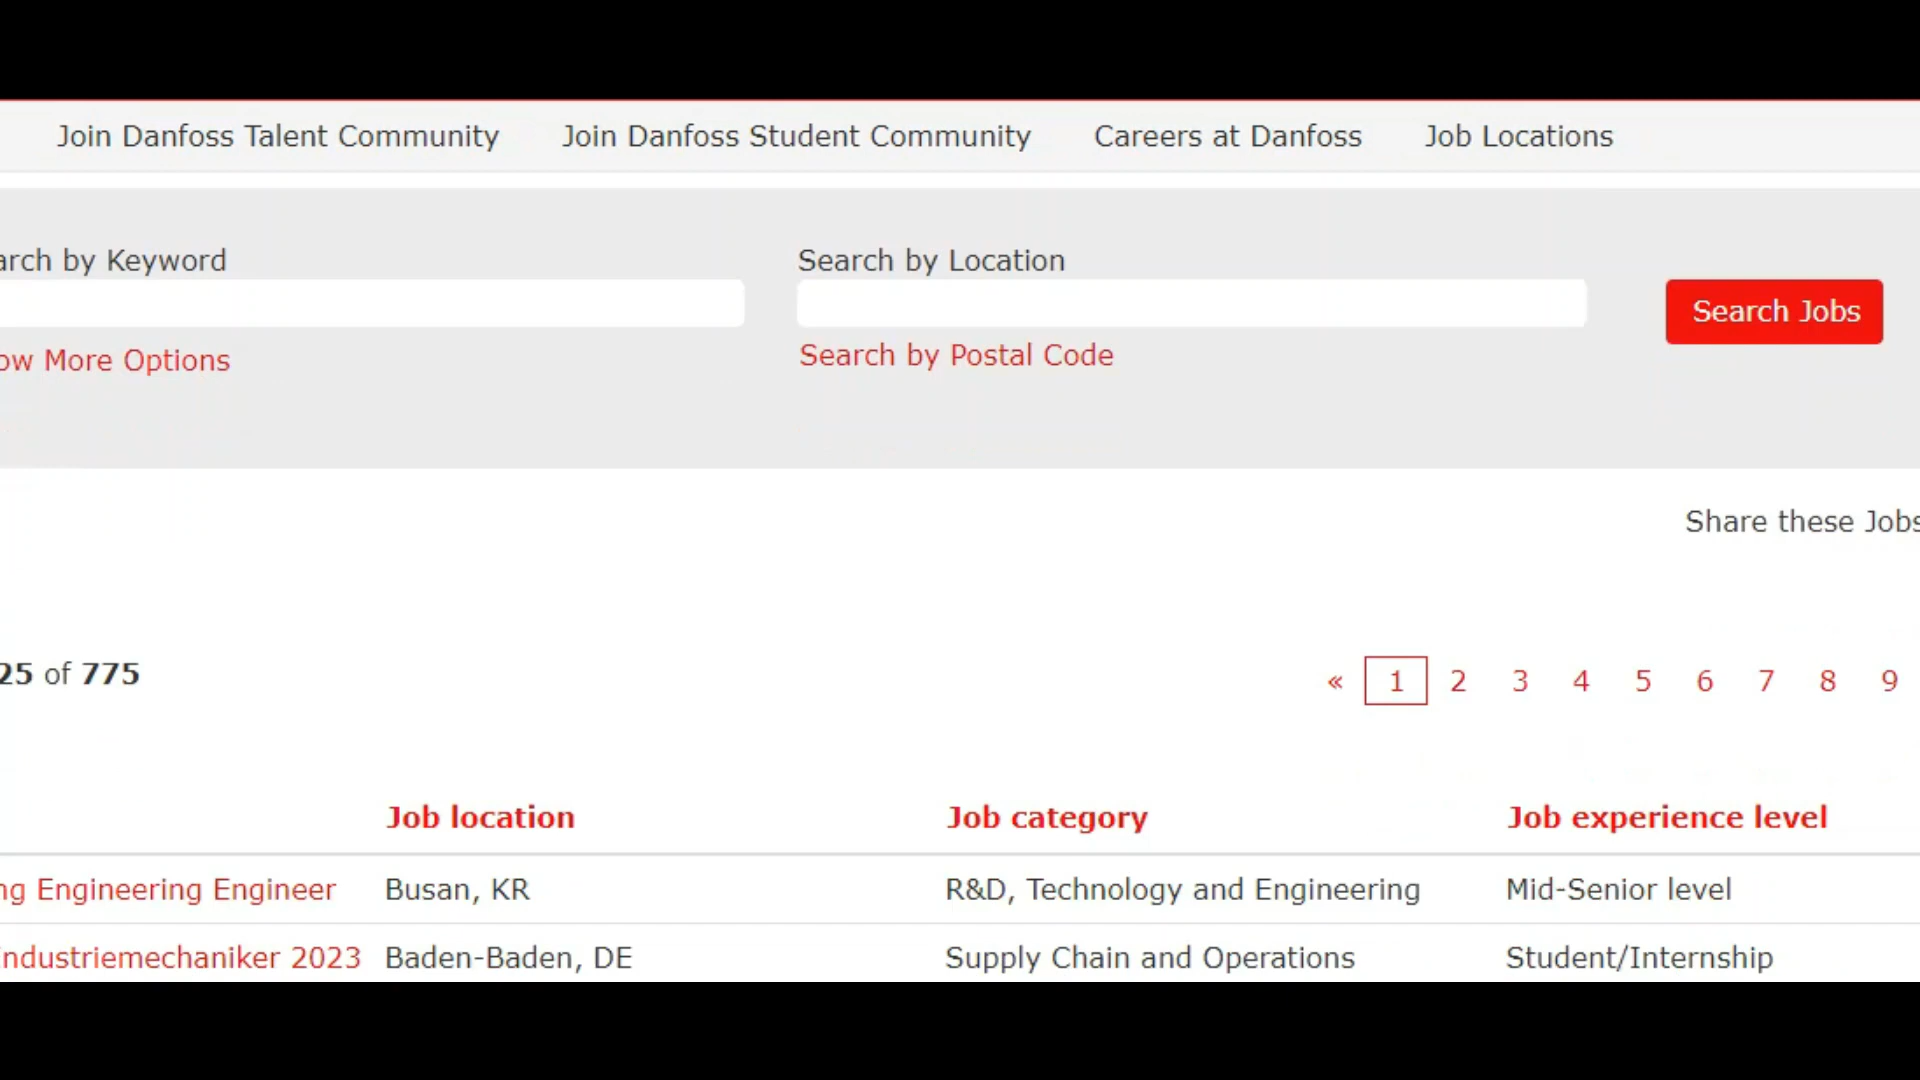 Join Danfoss Talent Community Join Danfoss Student Community Careers at Danfoss Job Locations
arch by Keyword Search by Location
Search Jobs
ow More Options Search by Postal Code
Share these Jobs
25 of 775
« 1 2 3 4 5 6 7 8 9
Job location Job category Job experience level
ng Engineering Engineer Busan, KR R&D, Technology and Engineering Mid-Senior level
Industriemechaniker 2023 Baden-Baden, DE Supply Chain and Operations Student/Internship